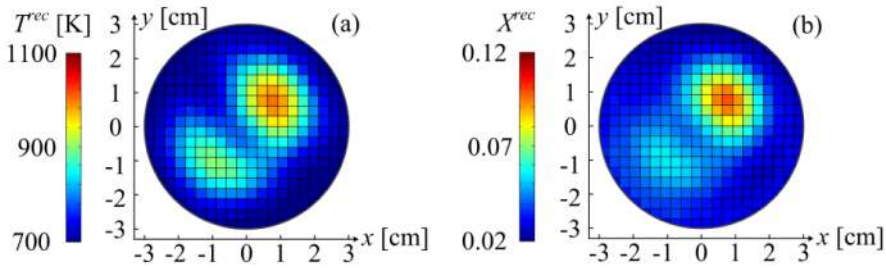 T^rec y [cm] (a)
[K]
1100
900
700
3
2
1
0
-1
-2
-3
-3 -2 -1 0 1 2 3
x [cm]
X^rec y [cm] (b)
0.12
0.07
0.02
3
2
1
0
-1
-2
-3
-3 -2 -1 0 1 2 3
x [cm]